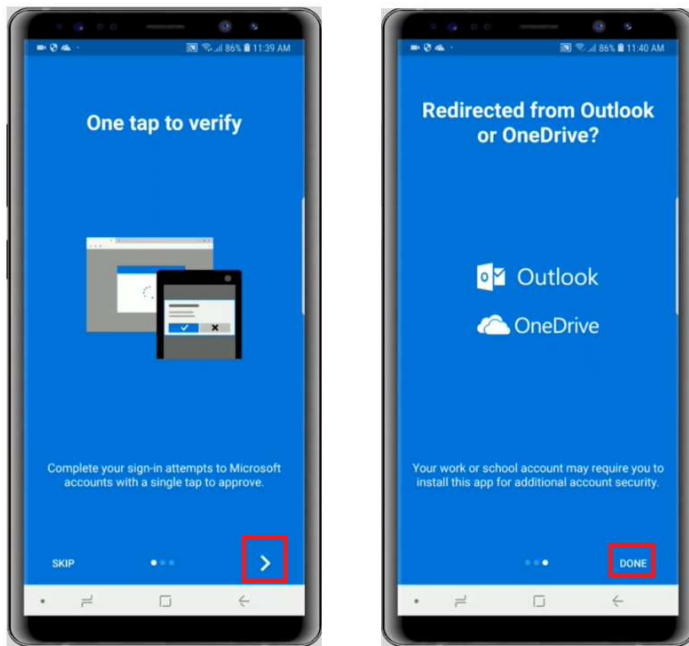 86% 11:39 AM
One tap to verify
Complete your sign-in attempts to Microsoft
accounts with a single tap to approve.
SKIP
86% 11:40 AM
Redirected from Outlook
or OneDrive?
Outlook
OneDrive
Your work or school account may require you to
install this app for additional account security.
DONE